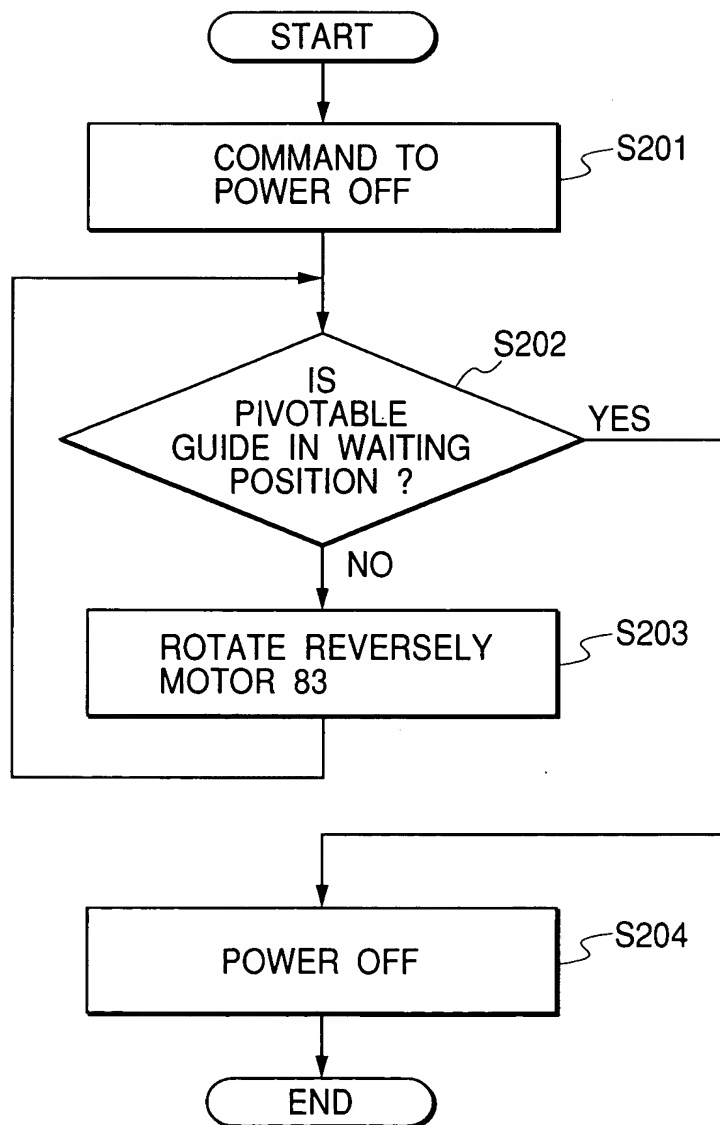 START
COMMAND TO
POWER OFF
S201
S202
IS
PIVOTABLE
GUIDE IN WAITING
POSITION ?
YES
NO
ROTATE REVERSELY
MOTOR 83
S203
POWER OFF
S204
END